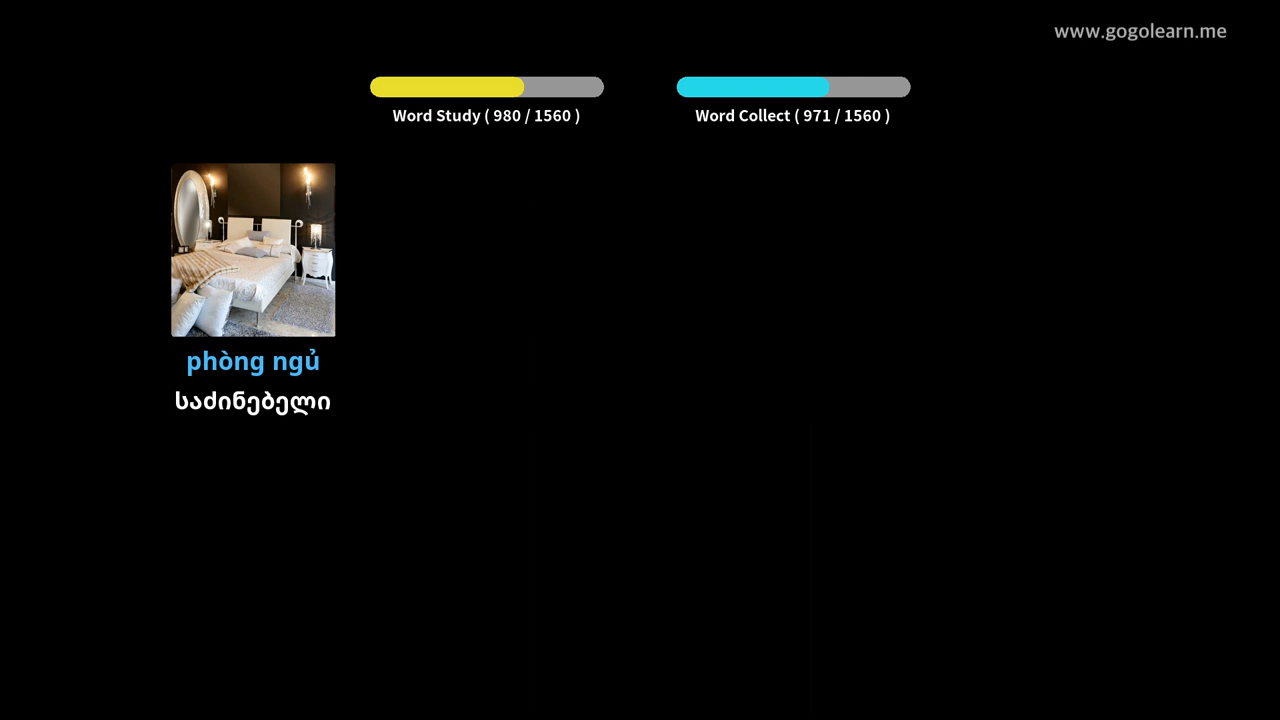 www.gogolearn.me
Word Study ( 980 / 1560 )
Word Collect ( 971 / 1560 )
phòng ngủ
საძინებელი